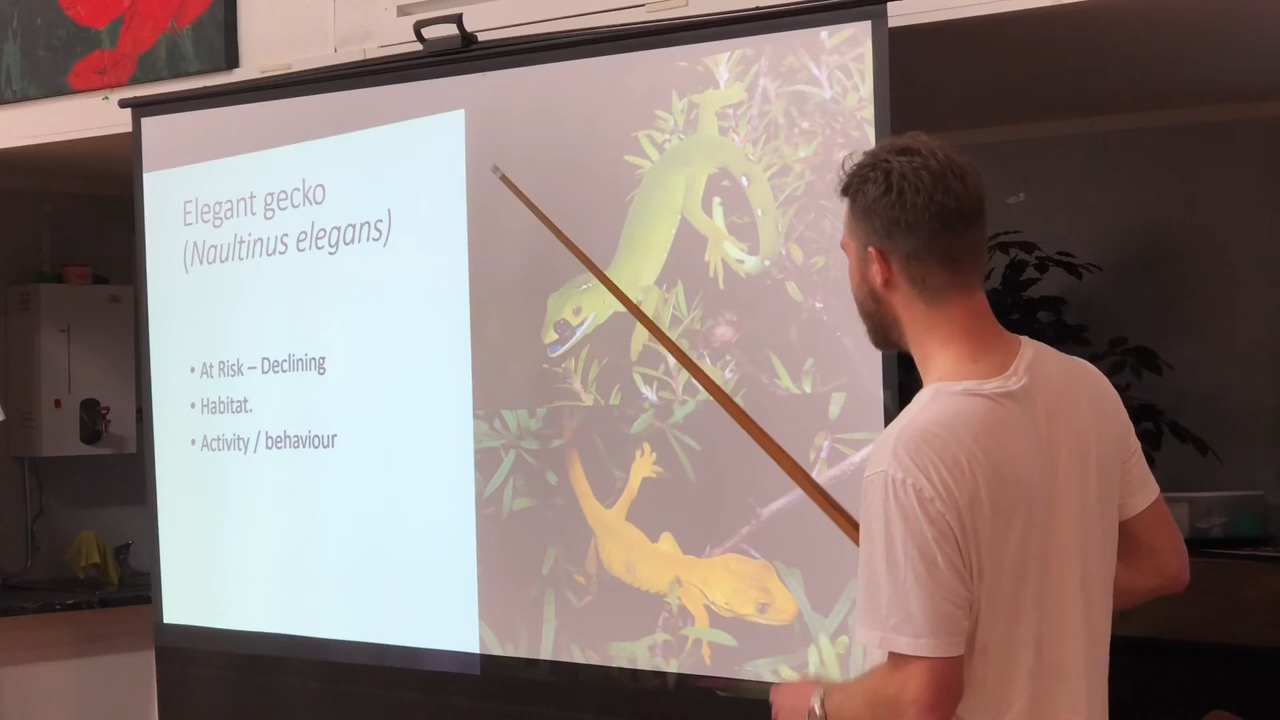 Elegant gecko
(Naultinus elegans)
• At Risk – Declining
• Habitat.
• Activity / behaviour